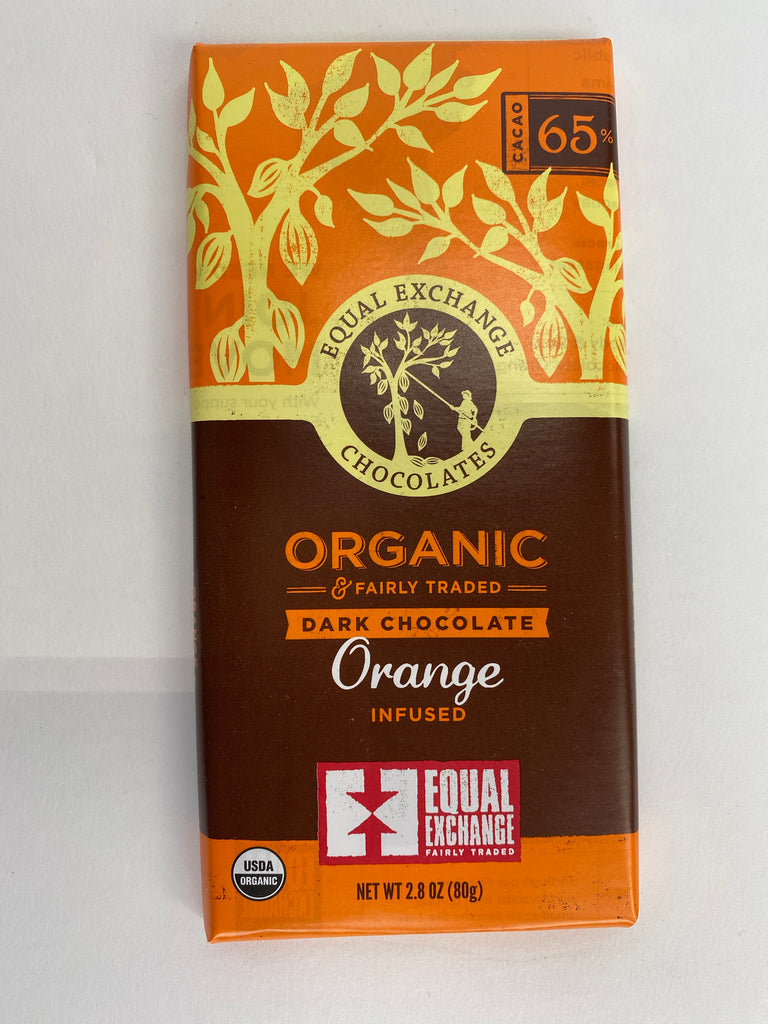 CACAO
65%
EQUAL EXCHANGE
CHOCOLATES
ORGANIC
& FAIRLY TRADED
DARK CHOCOLATE
Orange
INFUSED
EQUAL
EXCHANGE
FAIRLY TRADED
USDA
ORGANIC
NET WT 2.8 OZ (80g)